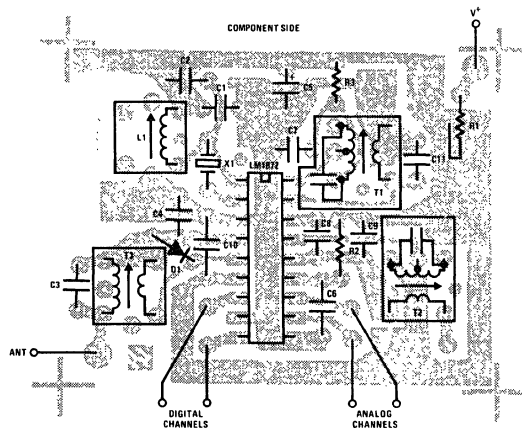 COMPONENT SIDE
V+
C2
C1
C5
R3
R1
L1
X1
C7
LM1872
T1
C11
C4
C10
C8
R2
C9
D1
T3
C3
C6
T2
ANT
DIGITAL
CHANNELS
ANALOG
CHANNELS